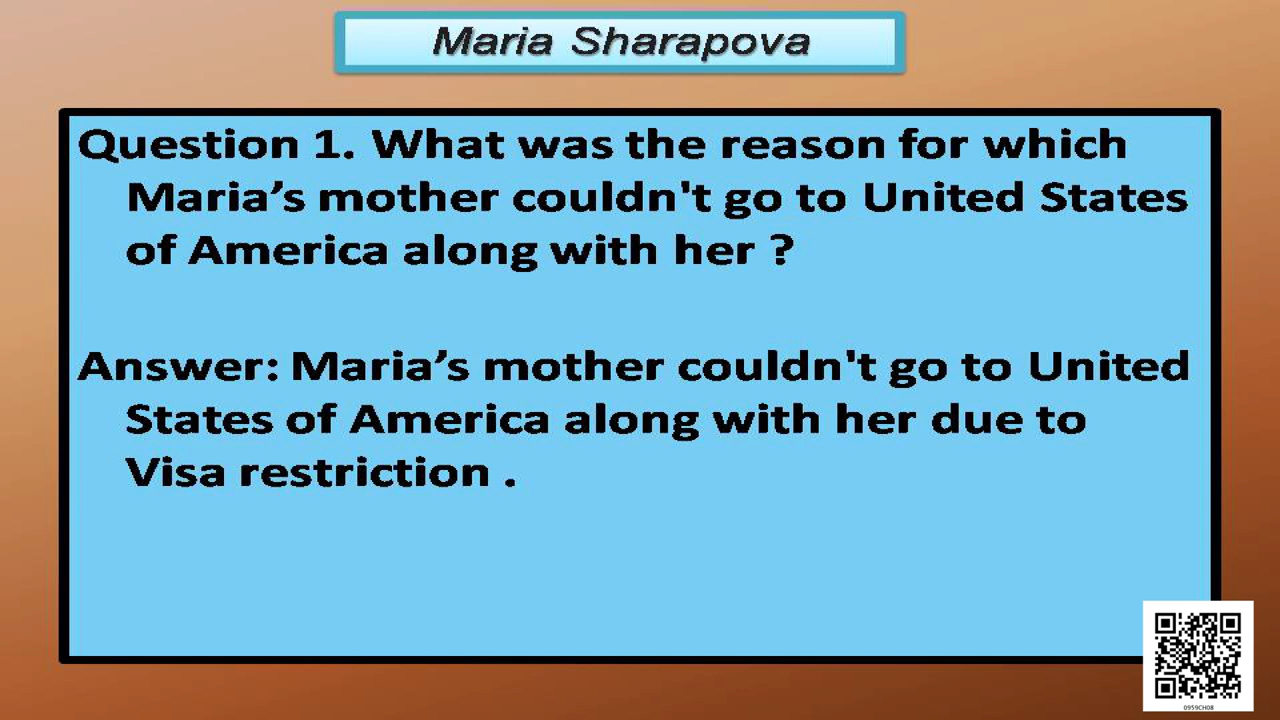 Maria Sharapova
Question 1. What was the reason for which
Maria’s mother couldn't go to United States
of America along with her ?
Answer: Maria’s mother couldn't go to United
States of America along with her due to
Visa restriction .
0959CH08